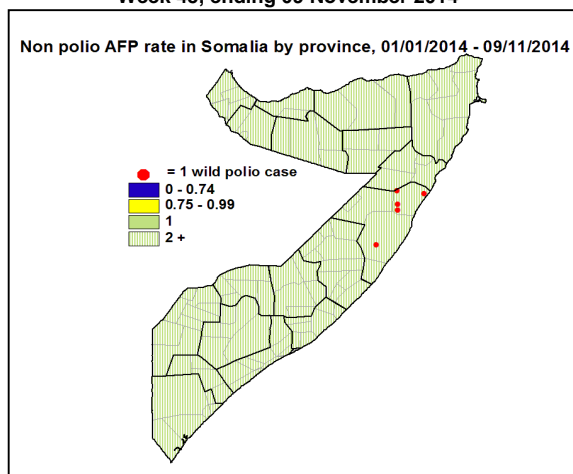 Non polio AFP rate in Somalia by province, 01/01/2014 - 09/11/2014
= 1 wild polio case
0 - 0.74
0.75 - 0.99
1
2 +